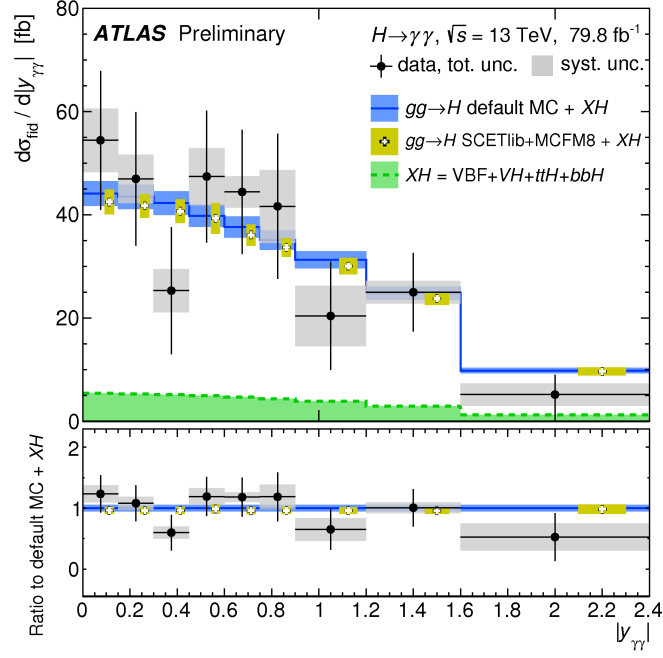 ATLAS Preliminary
H→γγ, √s = 13 TeV, 79.8 fb⁻¹
data, tot. unc. syst. unc.
gg→H default MC + XH
gg→H SCETlib+MCFM8 + XH
XH = VBF+VH+ttH+bbH
dσ_fid / d|y_γγ| [fb]
80
60
40
20
0
Ratio to default MC + XH
2
1
0
0 0.2 0.4 0.6 0.8 1 1.2 1.4 1.6 1.8 2 2.2 2.4
|y_γγ|